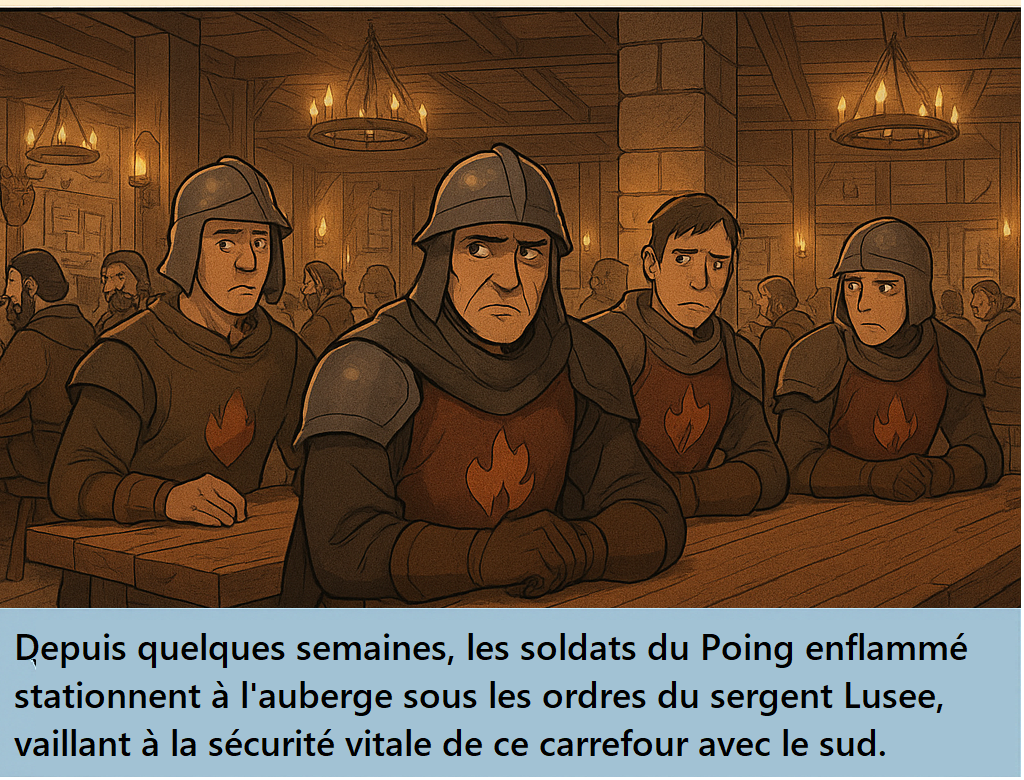 Depuis quelques semaines, les soldats du Poing enflammé
stationnent à l'auberge sous les ordres du sergent Lusee,
vaillant à la sécurité vitale de ce carrefour avec le sud.